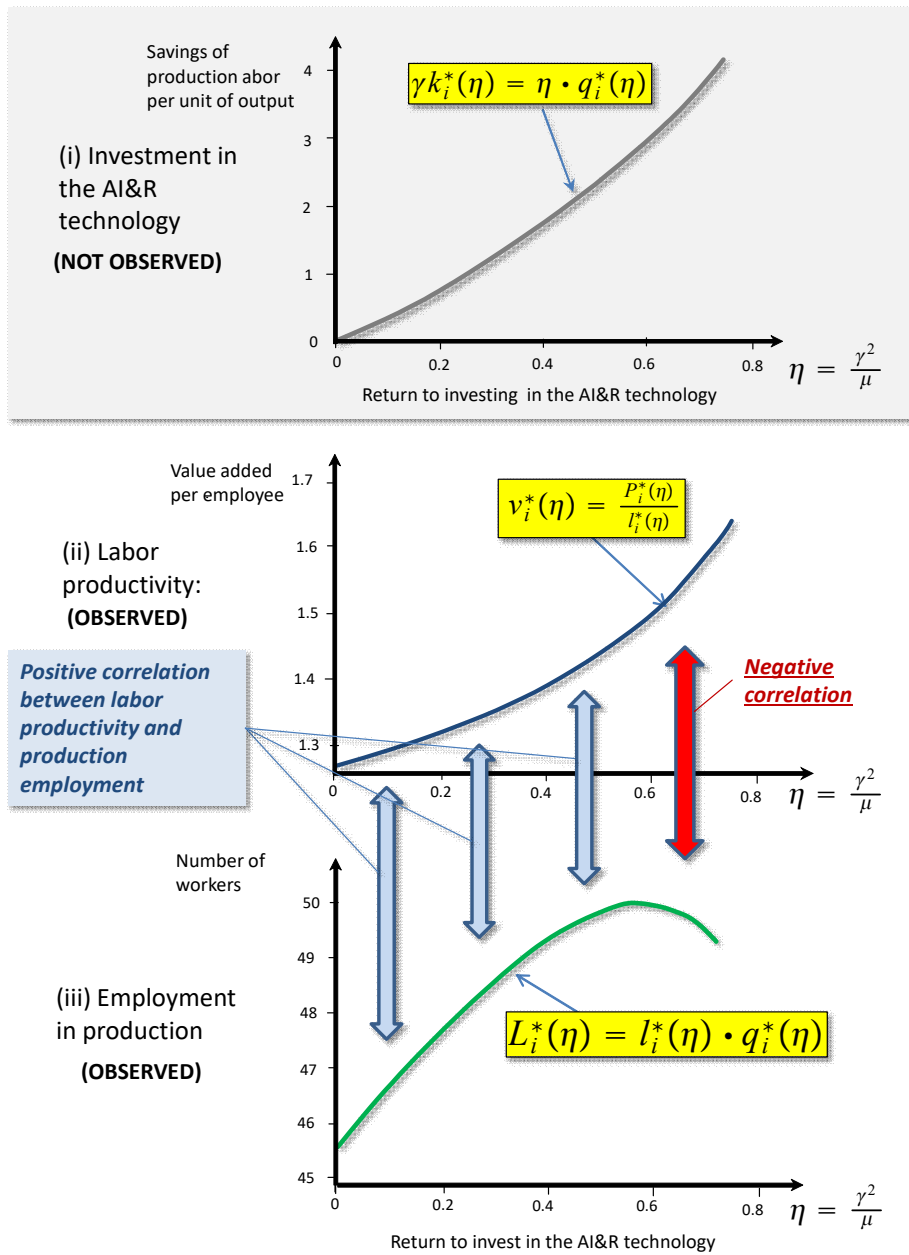 Savings of
production abor
per unit of output
4
3
2
1
0
γk*ᵢ(η) = η • q*ᵢ(η)
(i) Investment in
the AI&R
technology
(NOT OBSERVED)
0
0.2
0.4
0.6
0.8
η = γ²/μ
Return to investing in the AI&R technology
Value added
per employee
1.7
1.6
1.5
1.4
1.3
v*ᵢ(η) = P*ᵢ(η)/l*ᵢ(η)
(ii) Labor
productivity:
(OBSERVED)
Positive correlation
between labor
productivity and
production
employment
Negative
correlation
0
0.2
0.4
0.6
0.8
η = γ²/μ
Number of
workers
50
49
48
47
46
45
(iii) Employment
in production
(OBSERVED)
L*ᵢ(η) = l*ᵢ(η) • q*ᵢ(η)
0
0.2
0.4
0.6
0.8
η = γ²/μ
Return to invest in the AI&R technology